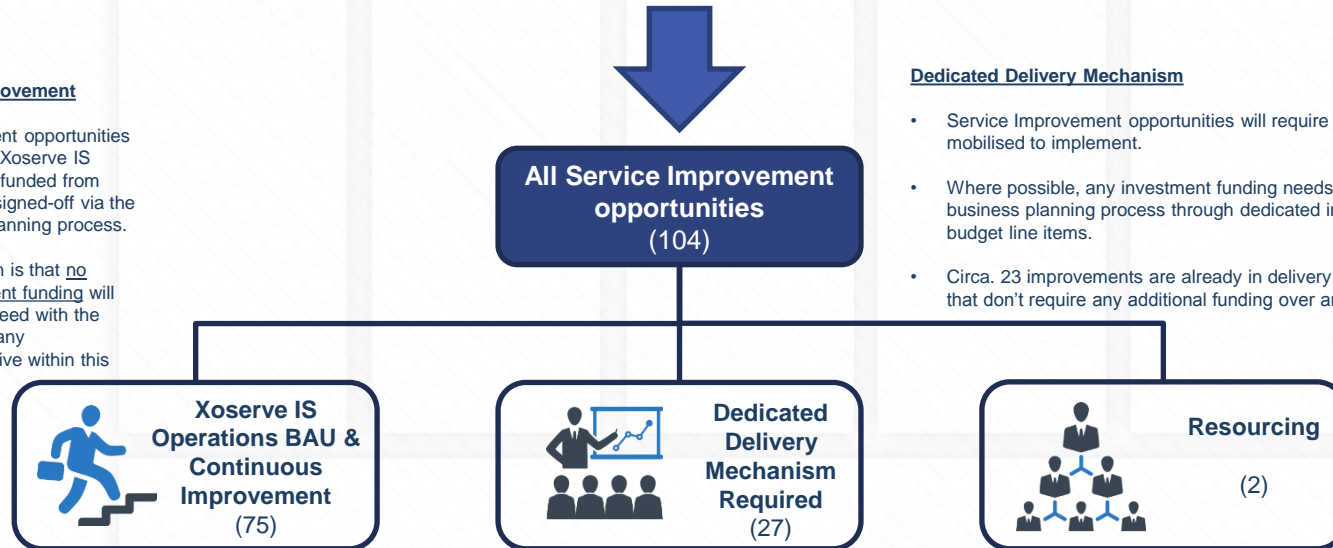 ovement
ent opportunities
Xoserve IS
funded from
signed-off via the
anning process.
n is that no
ent funding will
eed with the
any
ive within this
Dedicated Delivery Mechanism
• Service Improvement opportunities will require
mobilised to implement.
• Where possible, any investment funding needs
business planning process through dedicated in
budget line items.
• Circa. 23 improvements are already in delivery
that don’t require any additional funding over an
All Service Improvement
opportunities
(104)
Xoserve IS
Operations BAU &
Continuous
Improvement
(75)
Dedicated
Delivery
Mechanism
Required
(27)
Resourcing
(2)